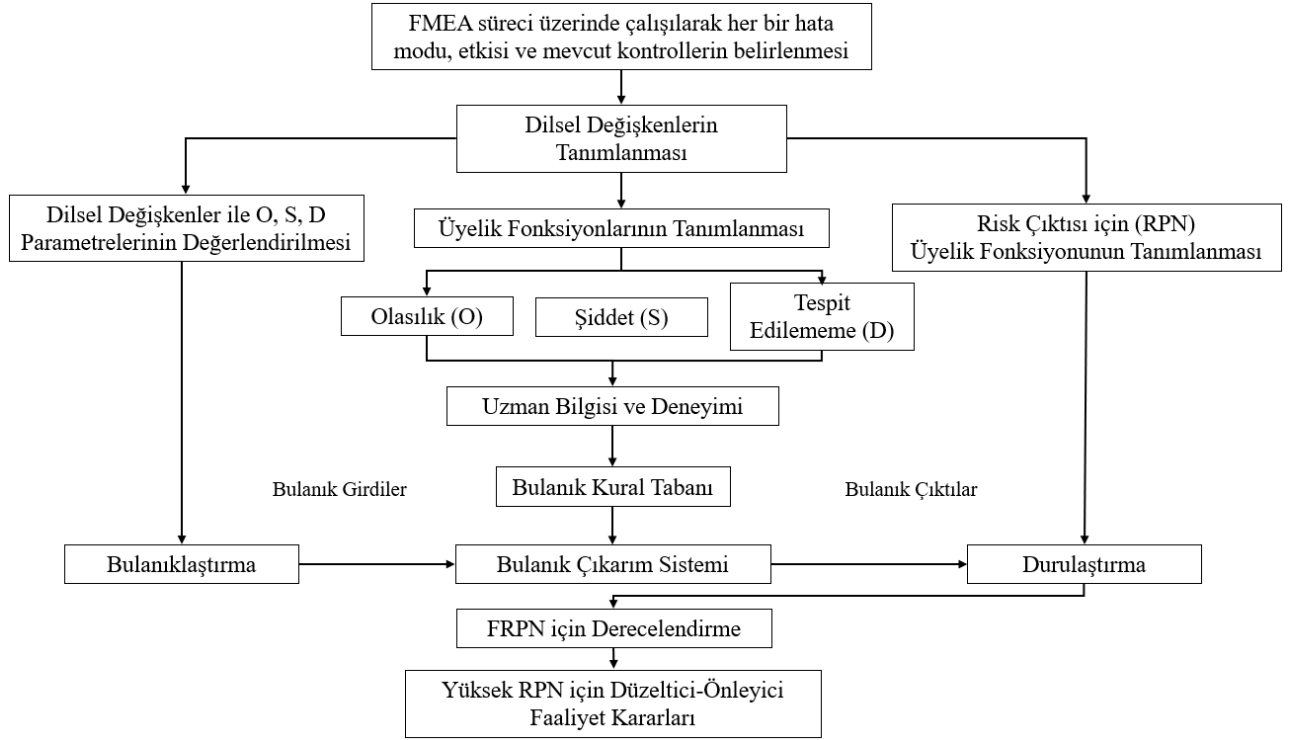 FMEA süreci üzerinde çalışılarak her bir hata
modu, etkisi ve mevcut kontrollerin belirlenmesi
Dilsel Değişkenlerin
Tanımlanması
Dilsel Değişkenler ile O, S, D
Parametrelerinin Değerlendirilmesi
Üyelik Fonksiyonlarının Tanımlanması
Risk Çıktısı için (RPN)
Üyelik Fonksiyonunun Tanımlanması
Olasılık (O)
Şiddet (S)
Tespit
Edilememe (D)
Uzman Bilgisi ve Deneyimi
Bulanık Girdiler
Bulanık Kural Tabanı
Bulanık Çıktılar
Bulanıklaştırma
Bulanık Çıkarım Sistemi
Durulaştırma
FRPN için Derecelendirme
Yüksek RPN için Düzeltici-Önleyici
Faaliyet Kararları